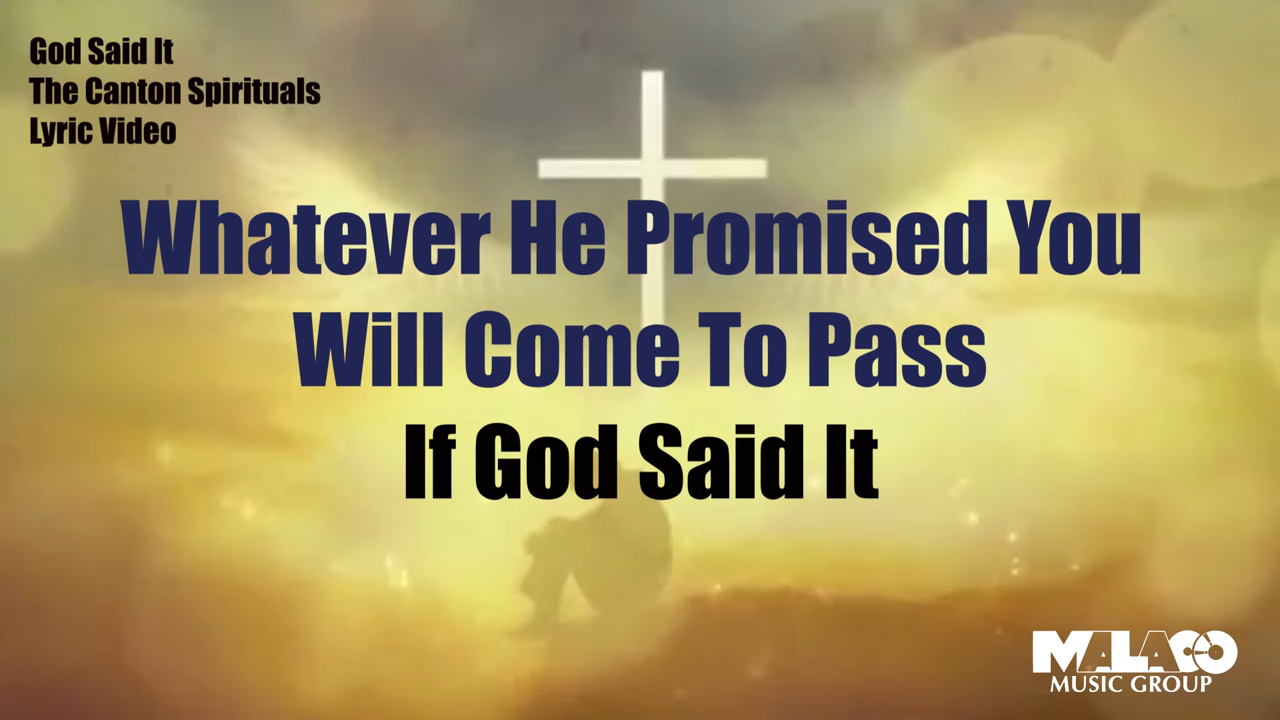 God Said It
The Canton Spirituals
Lyric Video
Whatever He Promised You
Will Come To Pass
If God Said It
MALACO
MUSIC GROUP